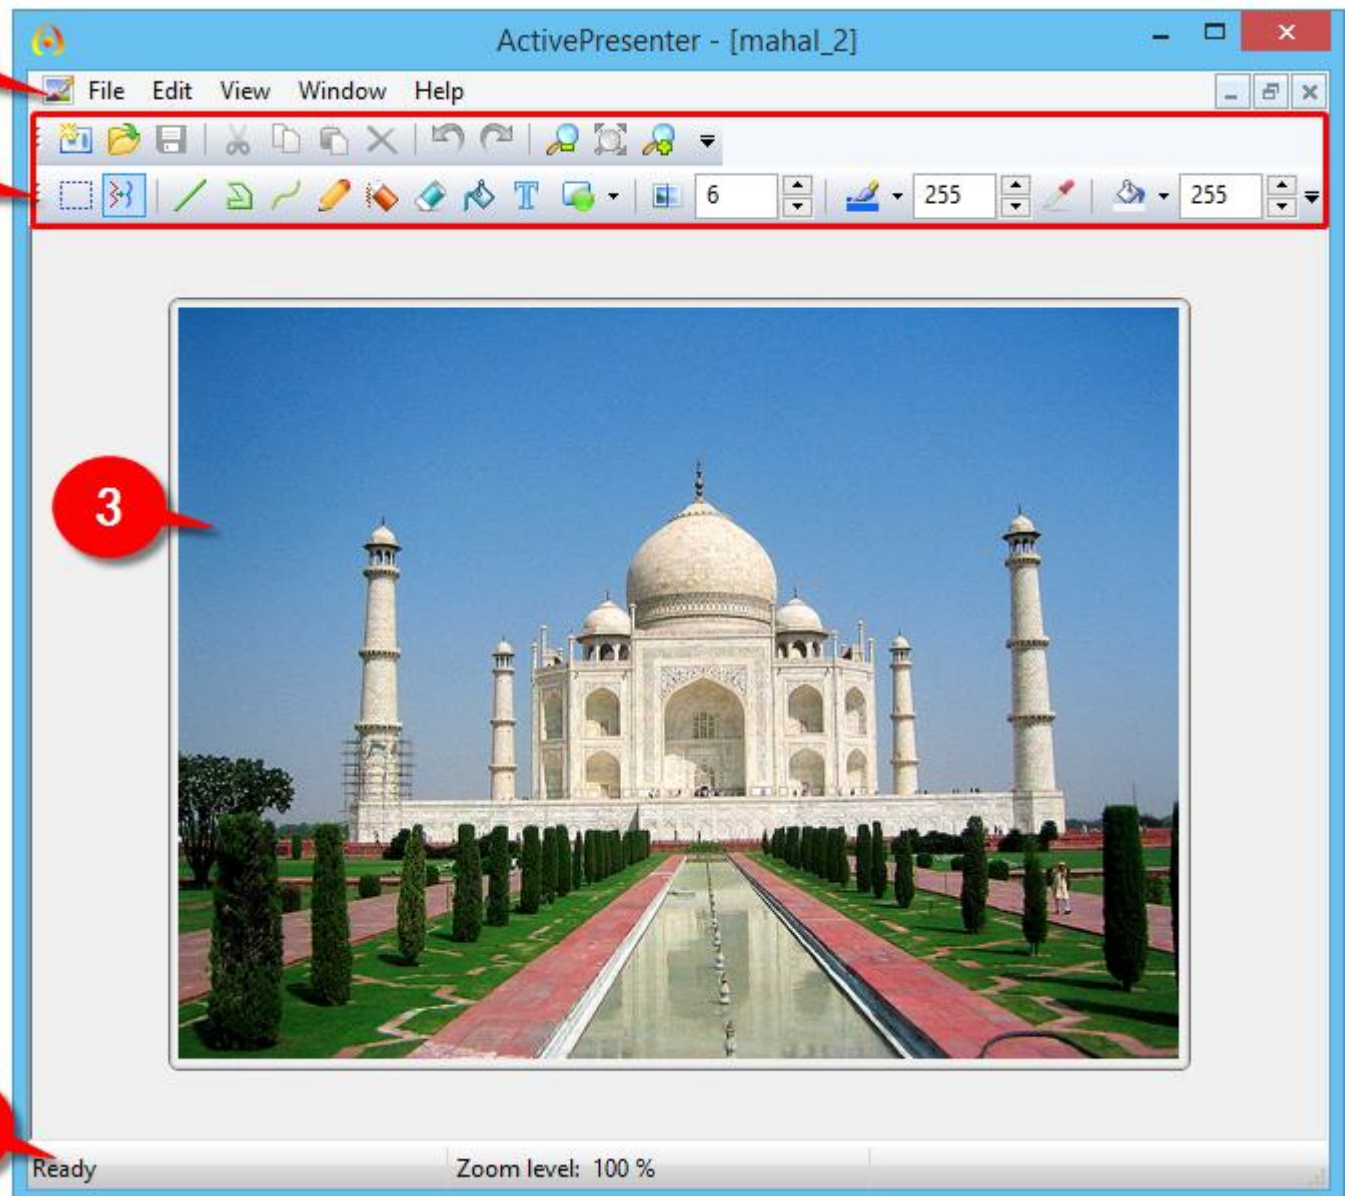 ActivePresenter - [mahal_2]
File Edit View Window Help
6 255 255
3
Ready Zoom level: 100 %